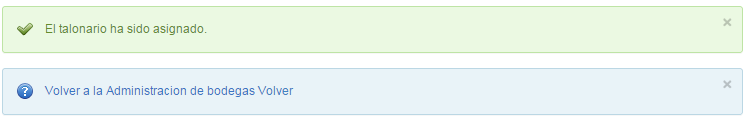 El talonario ha sido asignado.
Volver a la Administracion de bodegas Volver